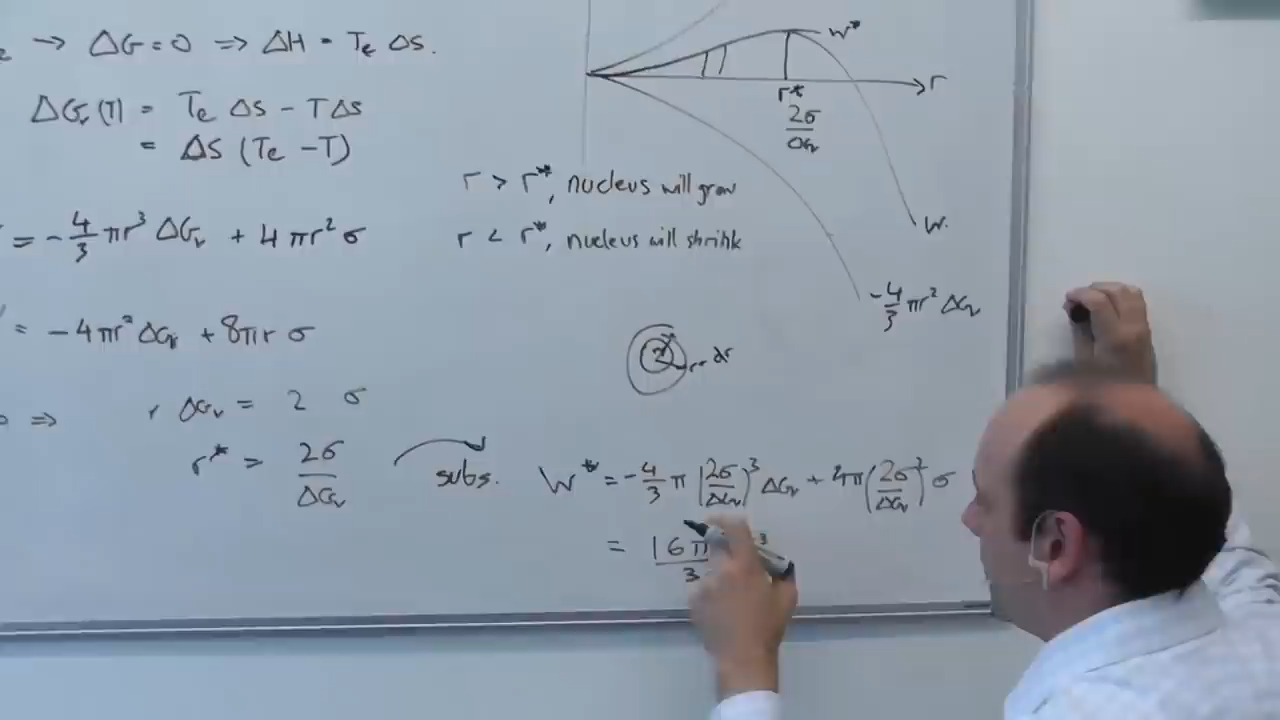 → ΔG = 0 ⇒ ΔH = Te ΔS.
ΔGv(T) = Te ΔS - TΔS
= ΔS (Te - T)
= -4/3 πr³ ΔGv + 4πr² σ
= -4πr² ΔGv + 8πr σ
⇒ r ΔGv = 2 σ
r* = 2σ/ΔGv
subs.
W*
r
r*
2σ/ΔGv
r > r*, nucleus will grow
r < r*, nucleus will shrink
W.
-4/3 πr² ΔGv
r
dr
W* = -4/3 π (2σ/ΔGv)³ ΔGv + 4π(2σ/ΔGv)² σ
= 16π 3
3